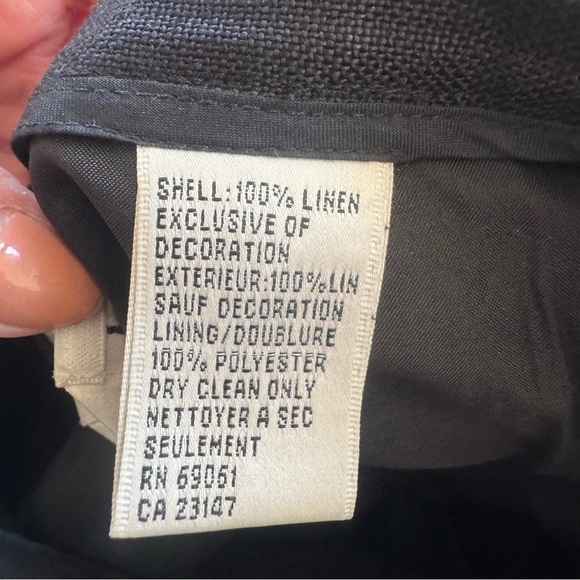 SHELL:100% LINEN
EXCLUSIVE OF
DECORATION
EXTERIEUR:100%LIN
SAUF DECORATION
LINING/DOUBLURE
100% POLYESTER
DRY CLEAN ONLY
NETTOYER A SEC
SEULEMENT
RN 69061
CA 23147